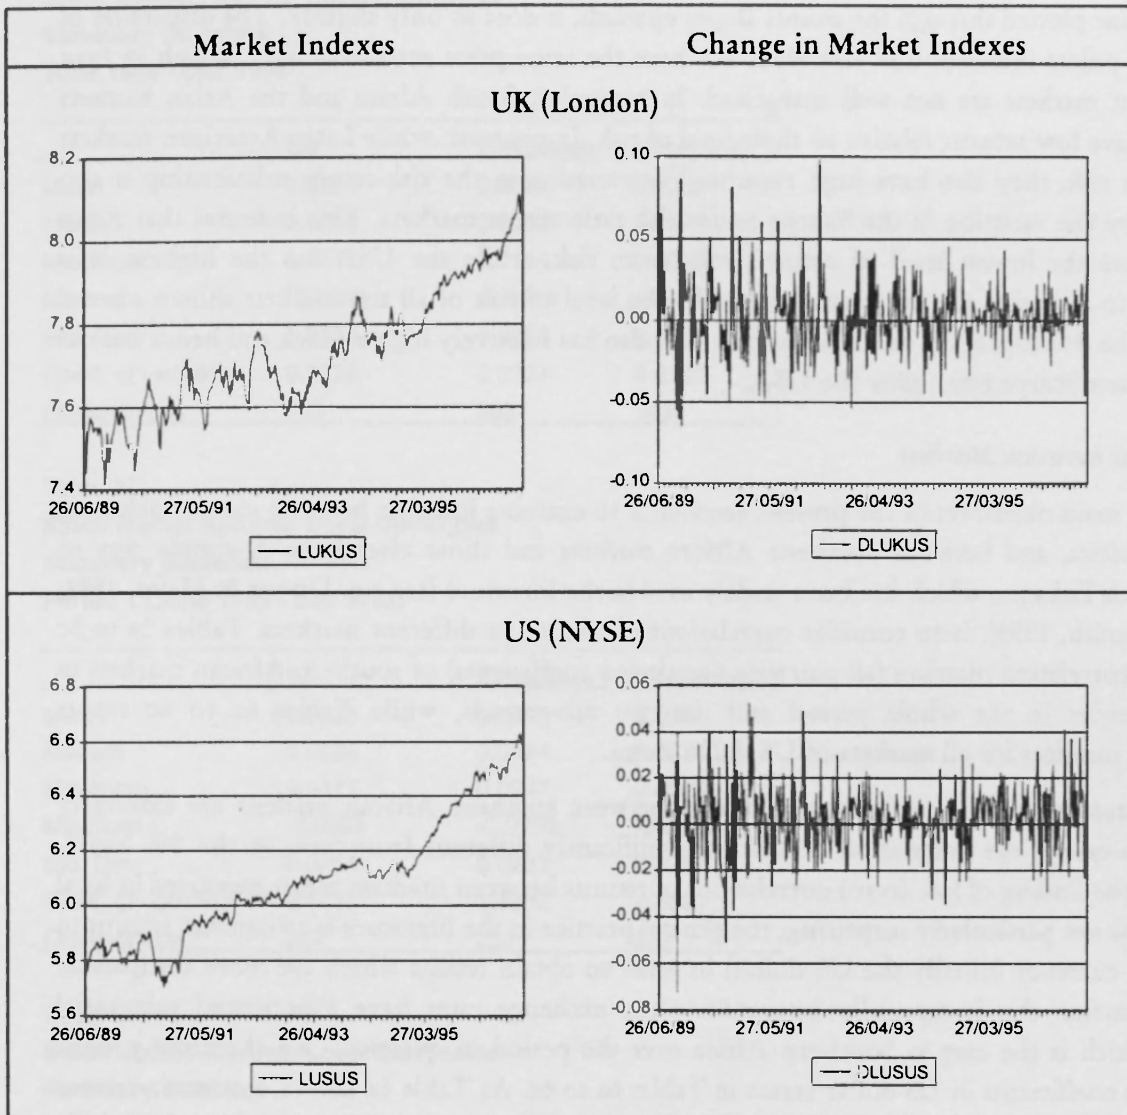 Market Indexes
Change in Market Indexes
UK (London)
8.2
8.0
7.8
7.6
7.4
26/06/89 27/05/91 26/04/93 27/03/95
LUKUS
0.10
0.05
0.00
-0.05
-0.10
26/06/89 27/05/91 26/04/93 27/03/95
DLUKUS
US (NYSE)
6.8
6.6
6.4
6.2
6.0
5.8
5.6
26/06/89 27/05/91 26/04/93 27/03/95
LUSUS
0.06
0.04
0.02
0.00
-0.02
-0.04
-0.06
-0.08
26/06/89 27/05/91 26/04/93 27/03/95
DLUSUS